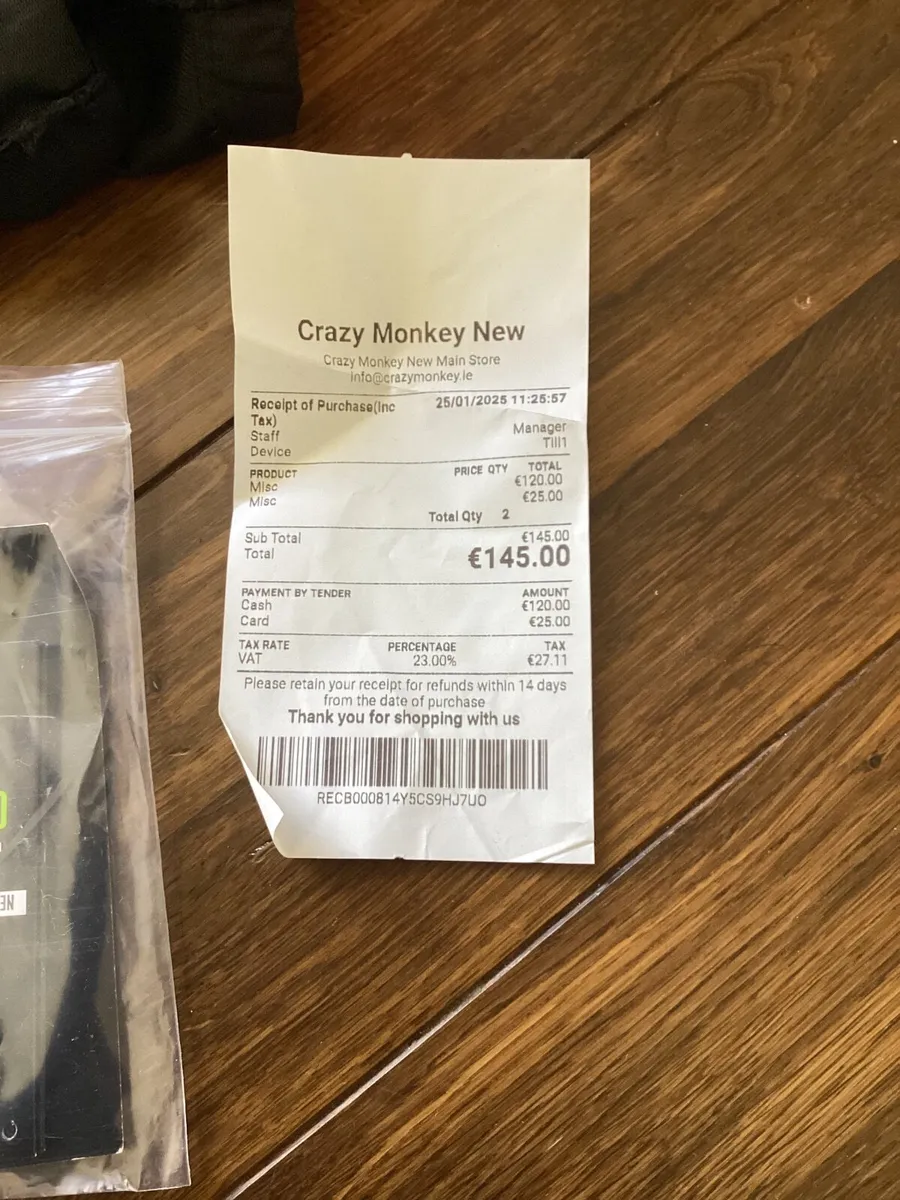 Crazy Monkey New
Crazy Monkey New Main Store
info@crazymonkey.ie
Receipt of Purchase(Inc Tax) 25/01/2025 11:25:57
Staff Manager
Device Till1
PRODUCT PRICE QTY TOTAL
Misc €120.00
Misc €25.00
Total Qty 2
Sub Total €145.00
Total €145.00
PAYMENT BY TENDER AMOUNT
Cash €120.00
Card €25.00
TAX RATE PERCENTAGE TAX
VAT 23.00% €27.11
Please retain your receipt for refunds within 14 days
from the date of purchase
Thank you for shopping with us
RECB000814Y5CS9HJ7UO